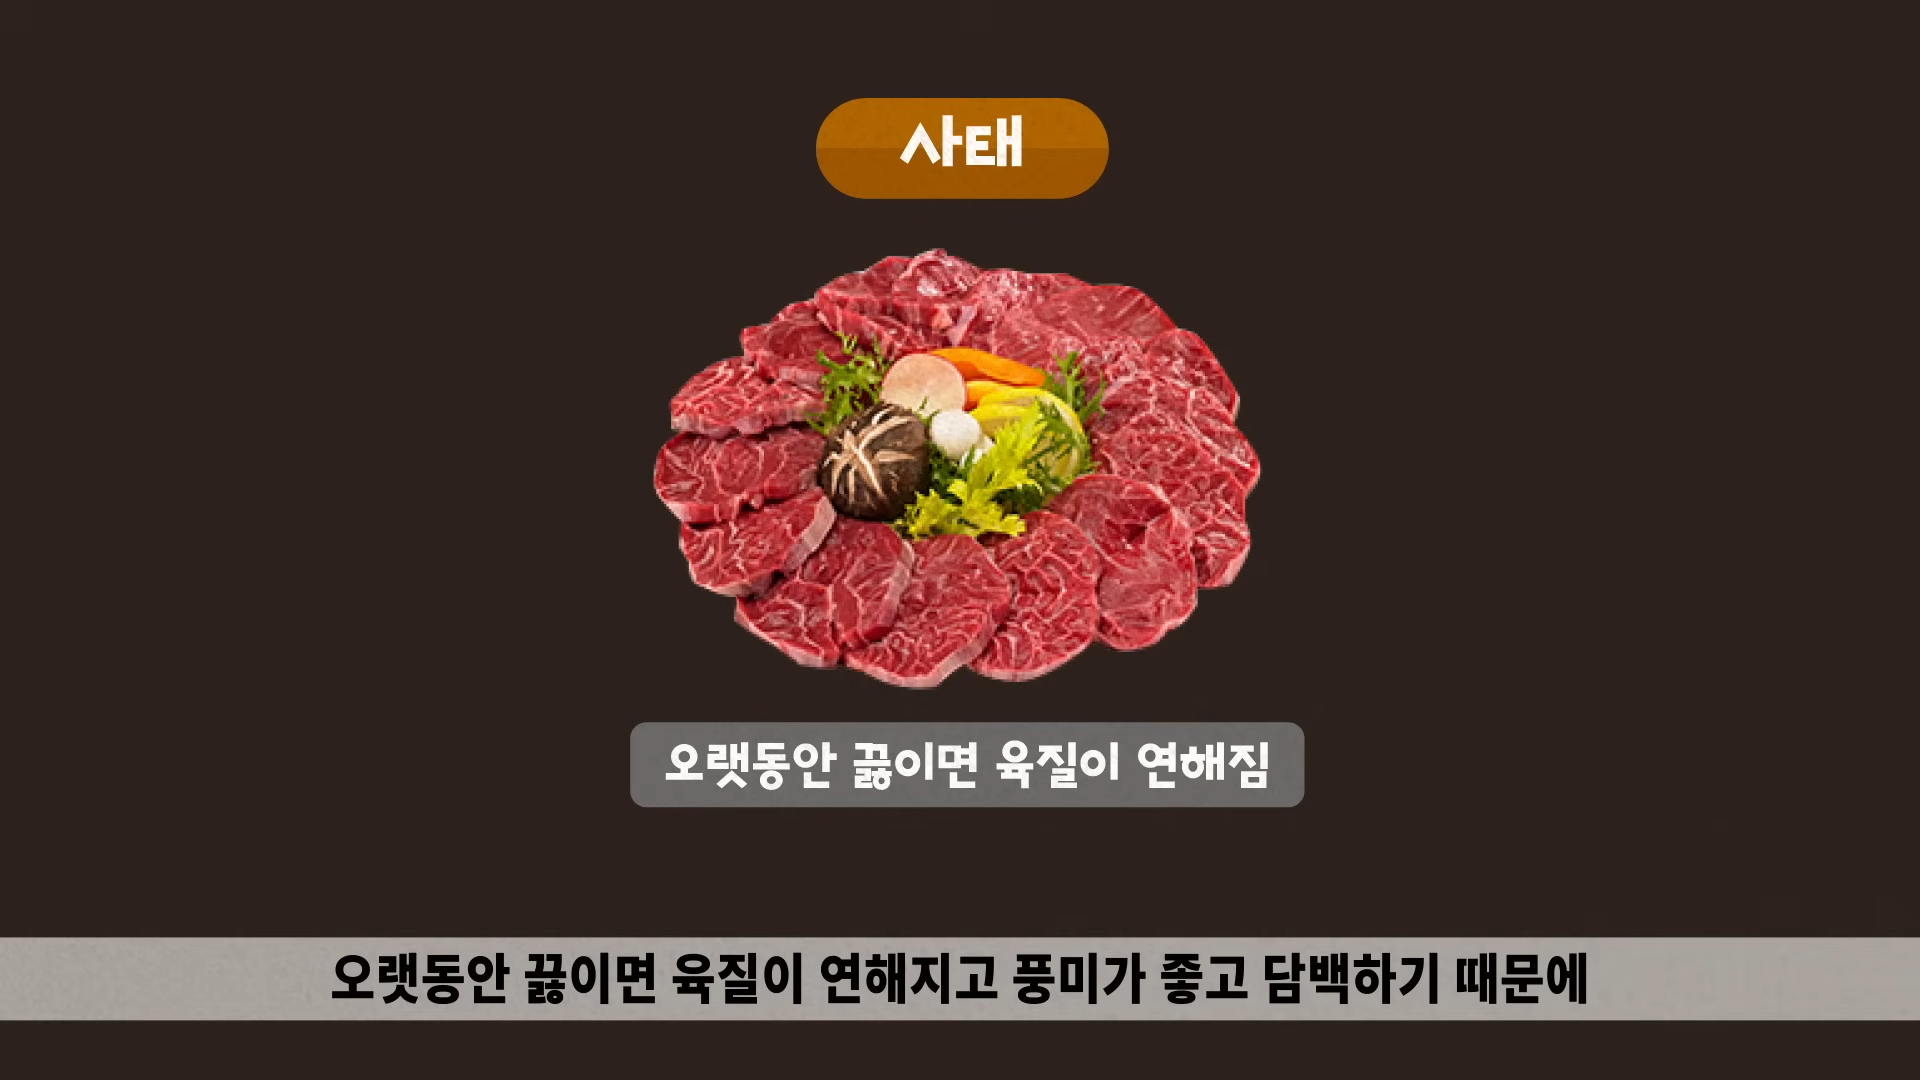 사태
오랫동안 끓이면 육질이 연해짐
오랫동안 끓이면 육질이 연해지고 풍미가 좋고 담백하기 때문에